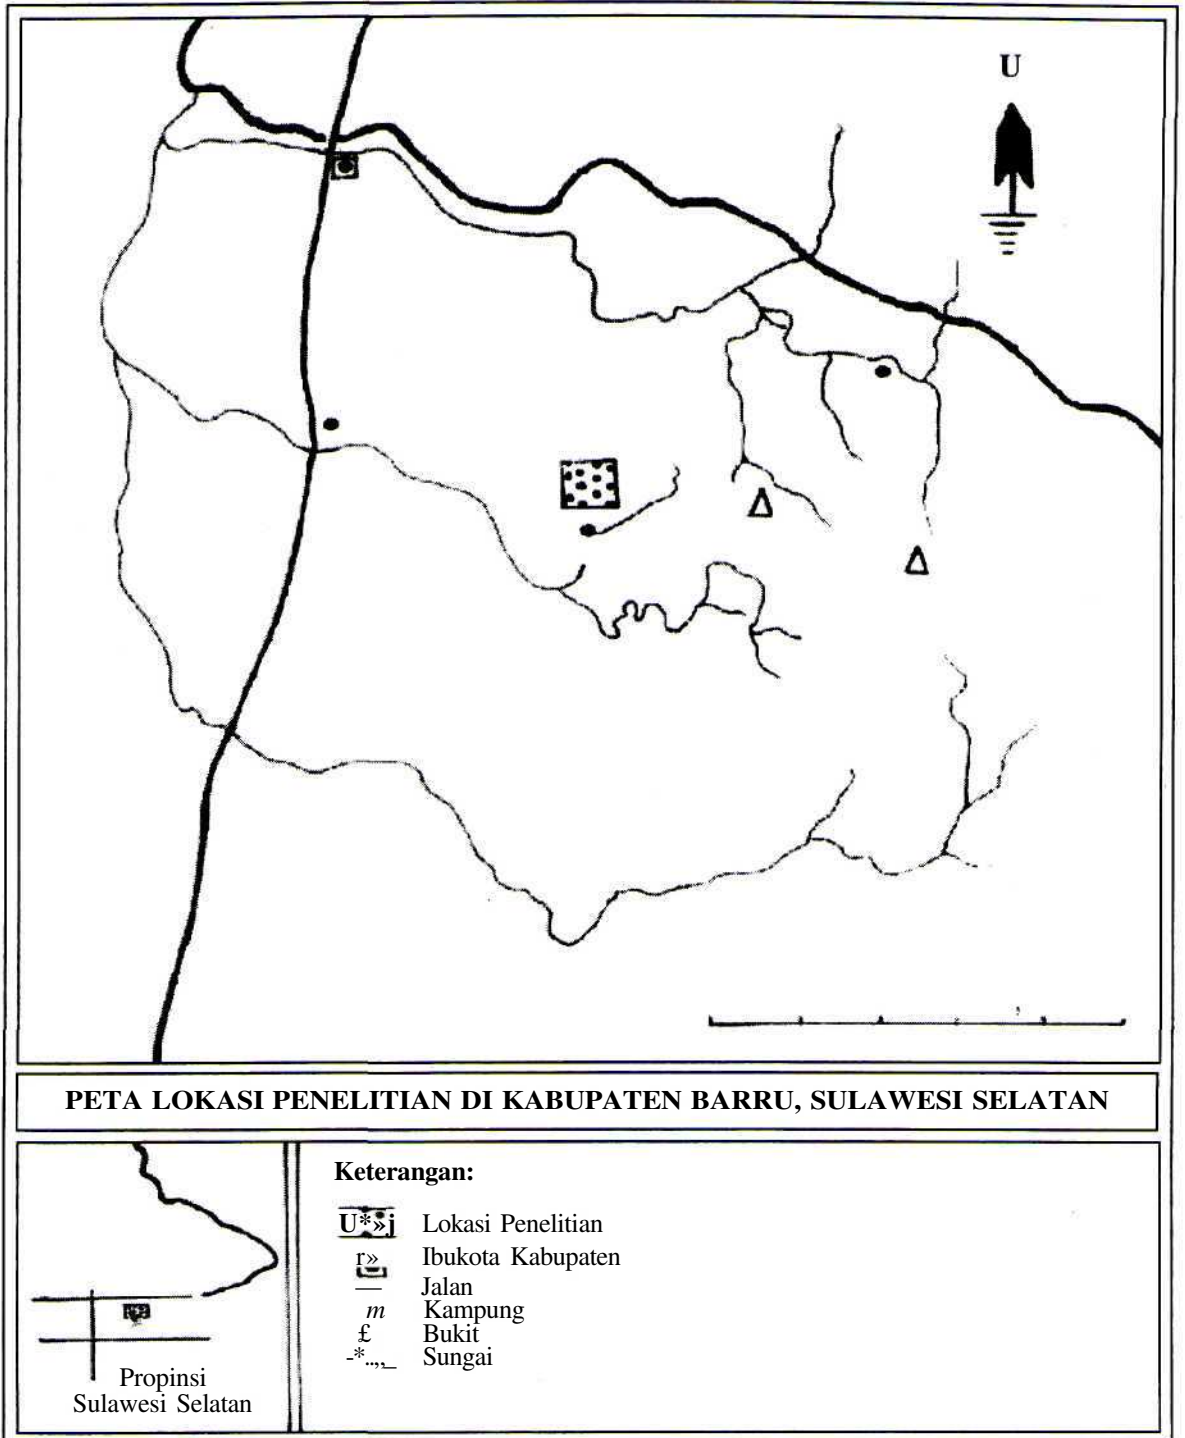 U
PETA LOKASI PENELITIAN DI KABUPATEN BARRU, SULAWESI SELATAN
Keterangan:
U*»j Lokasi Penelitian
r» Ibukota Kabupaten
— Jalan
m Kampung
£ Bukit
-*..,,_ Sungai
Propinsi
Sulawesi Selatan